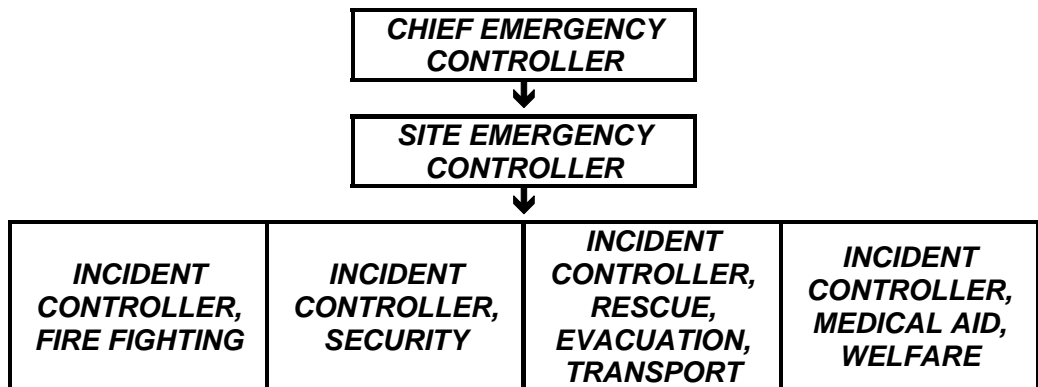 CHIEF EMERGENCY
CONTROLLER
SITE EMERGENCY
CONTROLLER
INCIDENT
CONTROLLER,
FIRE FIGHTING
INCIDENT
CONTROLLER,
SECURITY
INCIDENT
CONTROLLER,
RESCUE,
EVACUATION,
TRANSPORT
INCIDENT
CONTROLLER,
MEDICAL AID,
WELFARE